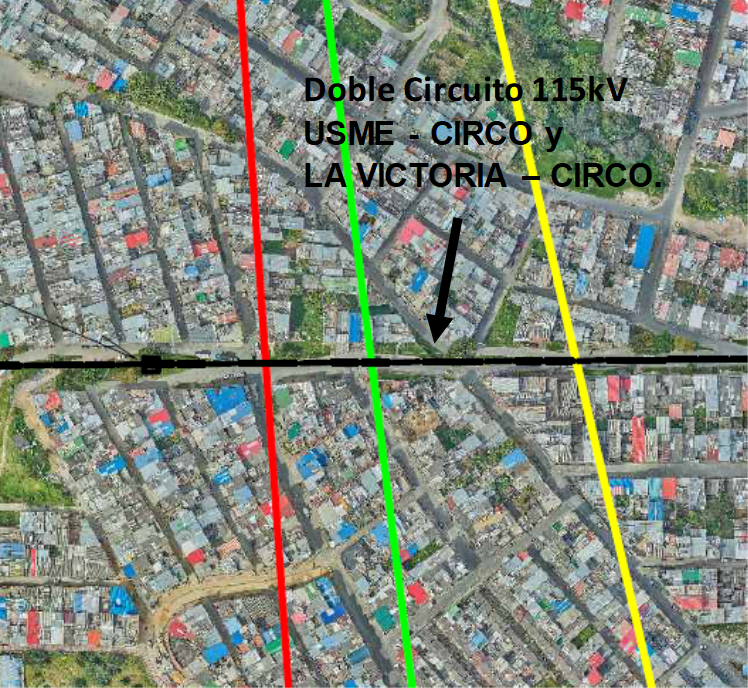 Doble Circuito 115kV
USME - CIRCO y
LA VICTORIA – CIRCO.